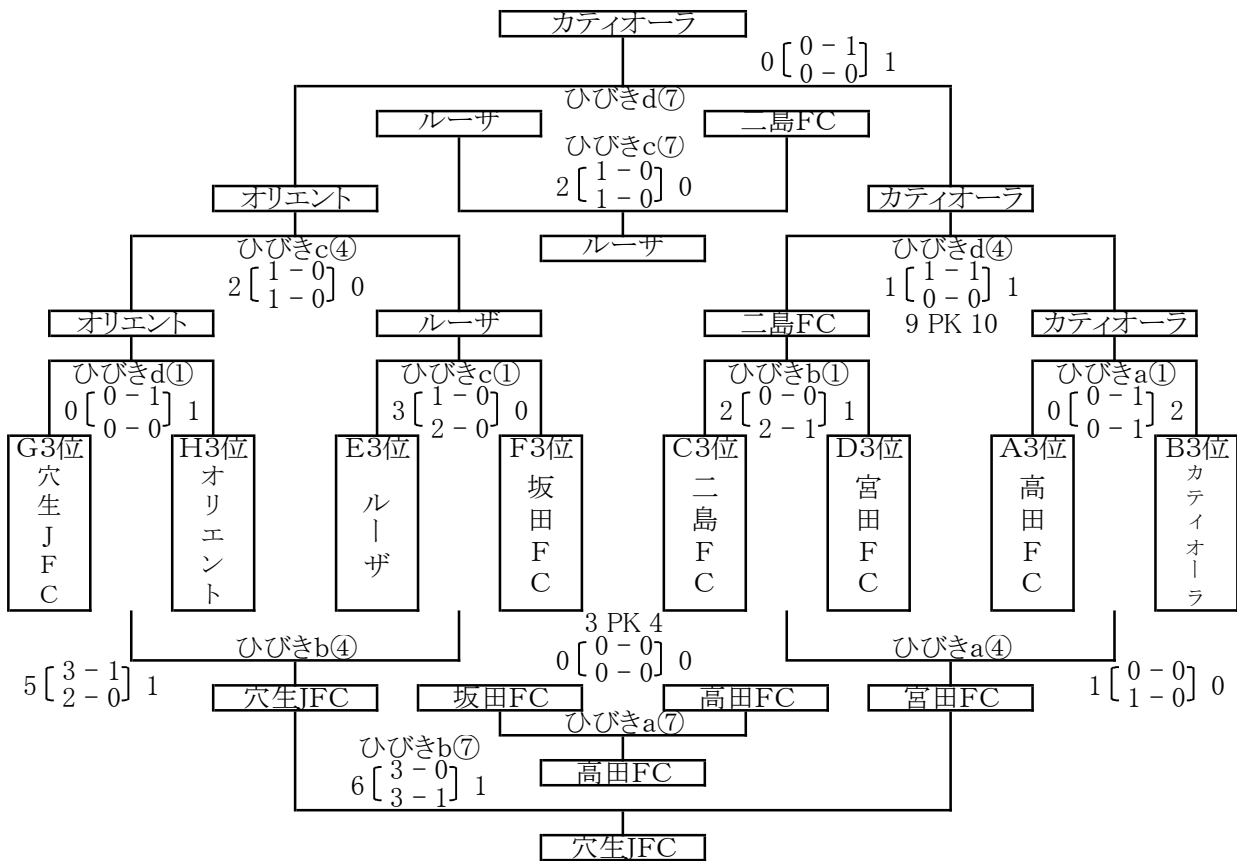 カティオーラ
0 [ 0 - 1 ] 1
0 - 0
ひびきd⑦
ルーザ
二島FC
ひびきc⑦
2 [ 1 - 0 ] 0
1 - 0
オリエント
カティオーラ
ルーザ
ひびきc④
2 [ 1 - 0 ] 0
1 - 0
ひびきd④
1 [ 1 - 1 ] 1
0 - 0
9 PK 10
オリエント
ルーザ
二島FC
カティオーラ
ひびきd①
0 [ 0 - 1 ] 1
0 - 0
ひびきc①
3 [ 1 - 0 ] 0
2 - 0
ひびきb①
2 [ 0 - 0 ] 1
2 - 1
ひびきa①
0 [ 0 - 1 ] 2
0 - 1
G3位
穴生JFC
H3位
オリエント
E3位
ルーザ
F3位
坂田FC
C3位
二島FC
D3位
宮田FC
A3位
高田FC
B3位
カティオーラ
ひびきb④
5 [ 3 - 1 ] 1
2 - 0
3 PK 4
0 [ 0 - 0 ] 0
0 - 0
ひびきa④
1 [ 0 - 0 ] 0
1 - 0
穴生JFC
坂田FC
高田FC
宮田FC
ひびきa⑦
ひびきb⑦
6 [ 3 - 0 ] 1
3 - 1
高田FC
穴生JFC